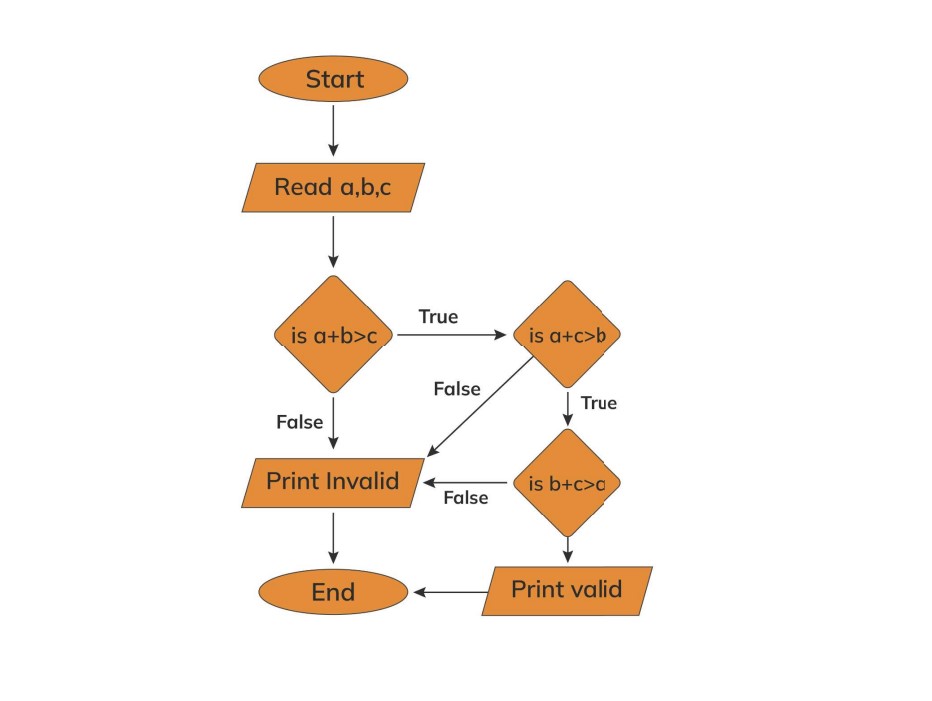 Start
Read a,b,c
is a+b>c
True
is a+c>b
False
False
True
Print Invalid
False
is b+c>a
End
Print valid